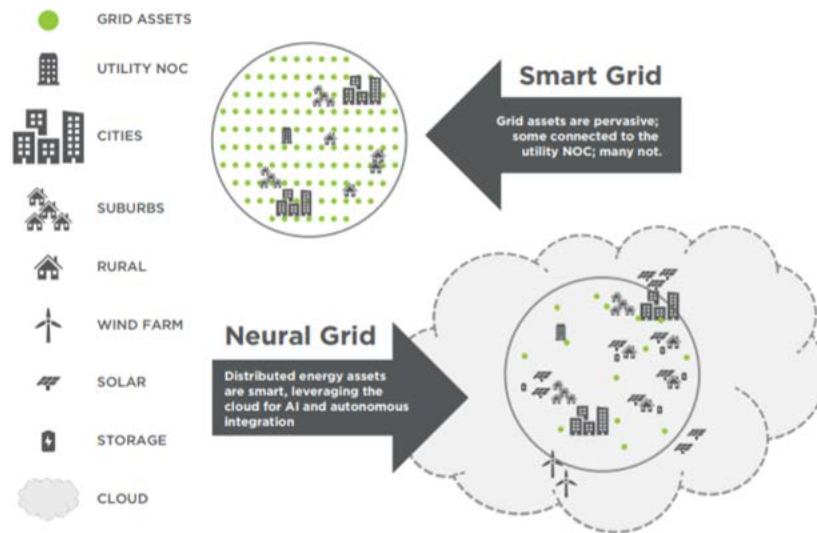 GRID ASSETS
UTILITY NOC
CITIES
SUBURBS
RURAL
WIND FARM
SOLAR
STORAGE
CLOUD
Smart Grid
Grid assets are pervasive;
some connected to the
utility NOC; many not.
Neural Grid
Distributed energy assets
are smart, leveraging the
cloud for AI and autonomous
integration